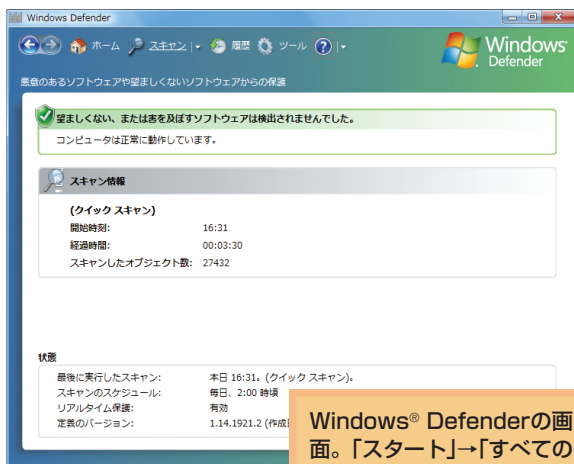 Windows Defender
ホーム スキャン 履歴 ツール
Windows
Defender
悪意のあるソフトウェアや望ましくないソフトウェアからの保護
望ましくない、または害を及ぼすソフトウェアは検出されませんでした。
コンピュータは正常に動作しています。
スキャン情報
(クイック スキャン)
開始時刻: 16:31
経過時間: 00:03:30
スキャンしたオブジェクト数: 27432
状態
最後に実行したスキャン: 本日 16:31。(クイック スキャン)。
スキャンのスケジュール: 毎日、2:00 時頃
リアルタイム保護: 有効
定義のバージョン: 1.14.1921.2 (作成
Windows® Defenderの画
面。「スタート」→「すべての